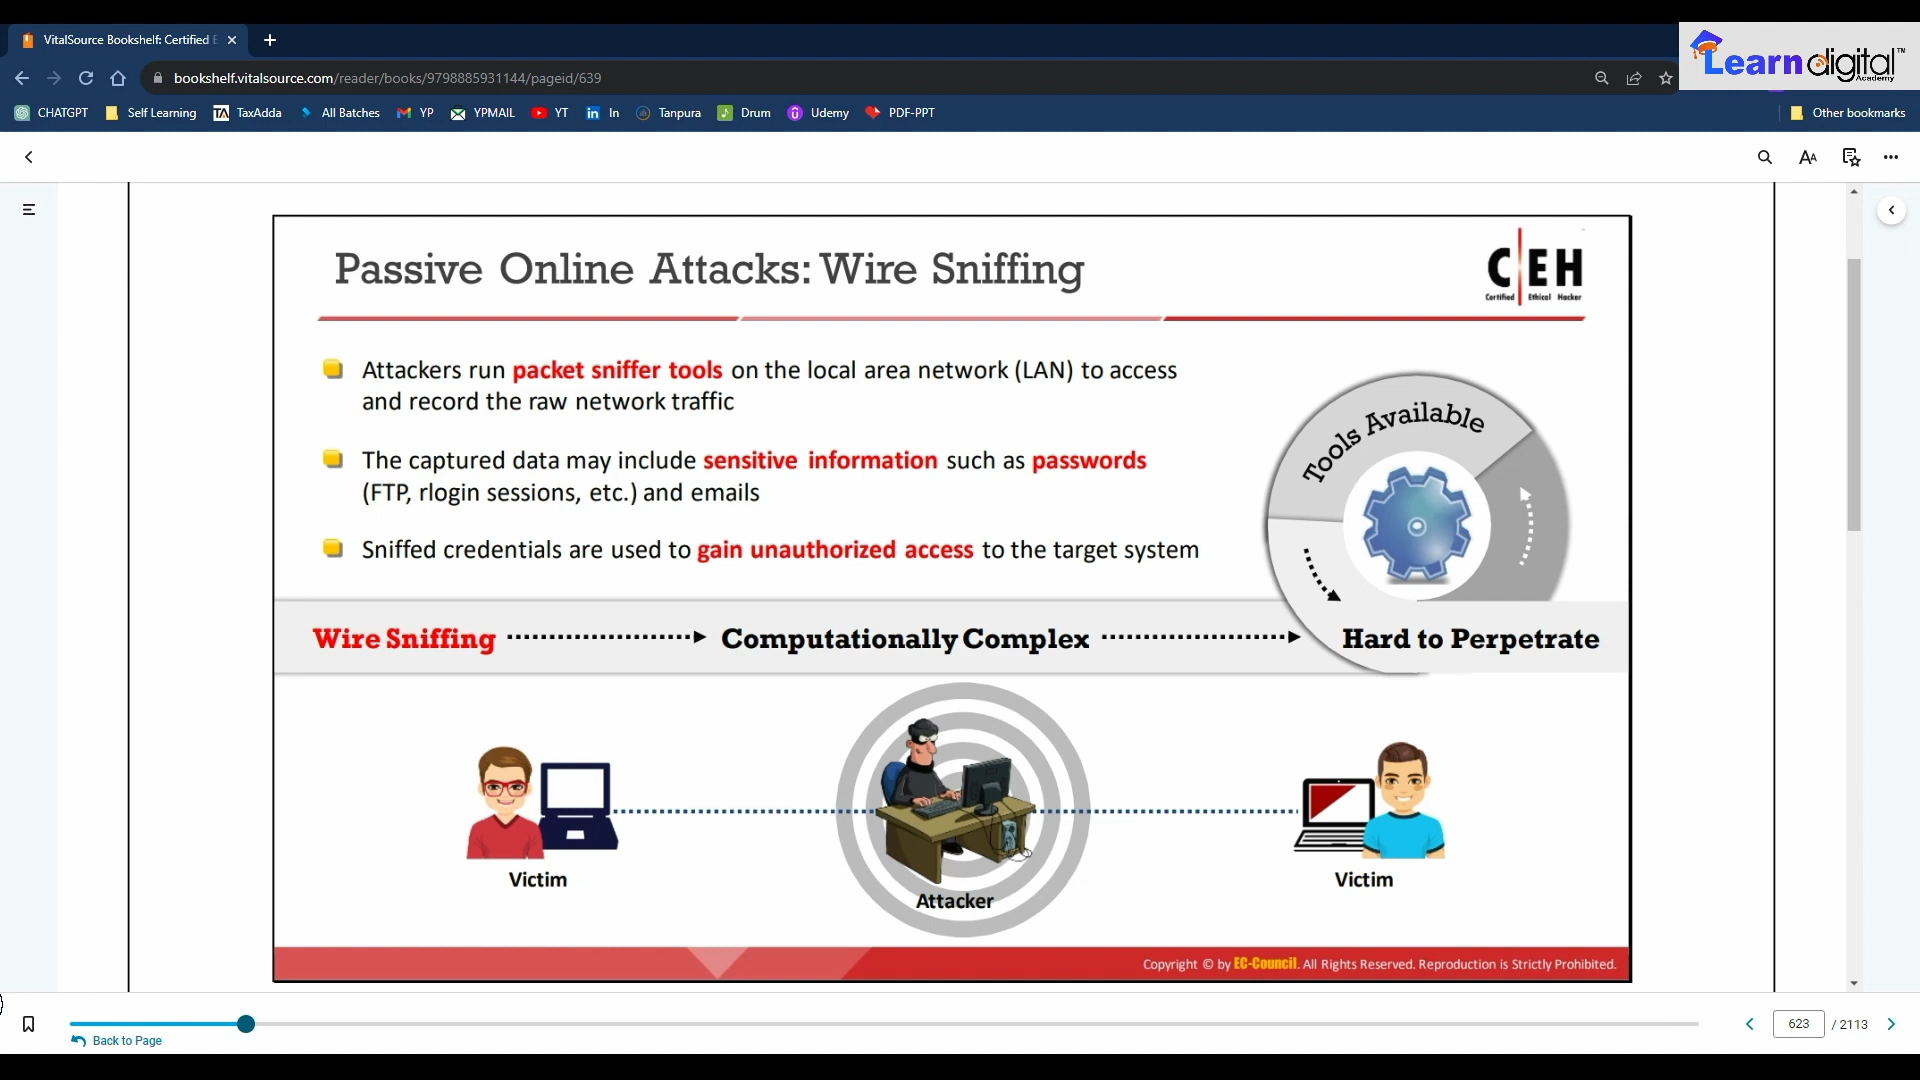 VitalSource Bookshelf: Certified E
Learn digital™
Academy
bookshelf.vitalsource.com/reader/books/9798885931144/pageid/639
CHATGPT Self Learning TA TaxAdda All Batches YP YPMAIL YT in In Tanpura Drum Udemy PDF-PPT Other bookmarks
Passive Online Attacks: Wire Sniffing
C|EH
Certified Ethical Hacker
Attackers run packet sniffer tools on the local area network (LAN) to access
and record the raw network traffic
The captured data may include sensitive information such as passwords
(FTP, rlogin sessions, etc.) and emails
Sniffed credentials are used to gain unauthorized access to the target system
Tools Available
Wire Sniffing Computationally Complex Hard to Perpetrate
Victim
Attacker
Victim
Copyright © by EC-Council. All Rights Reserved. Reproduction is Strictly Prohibited.
623 / 2113
Back to Page